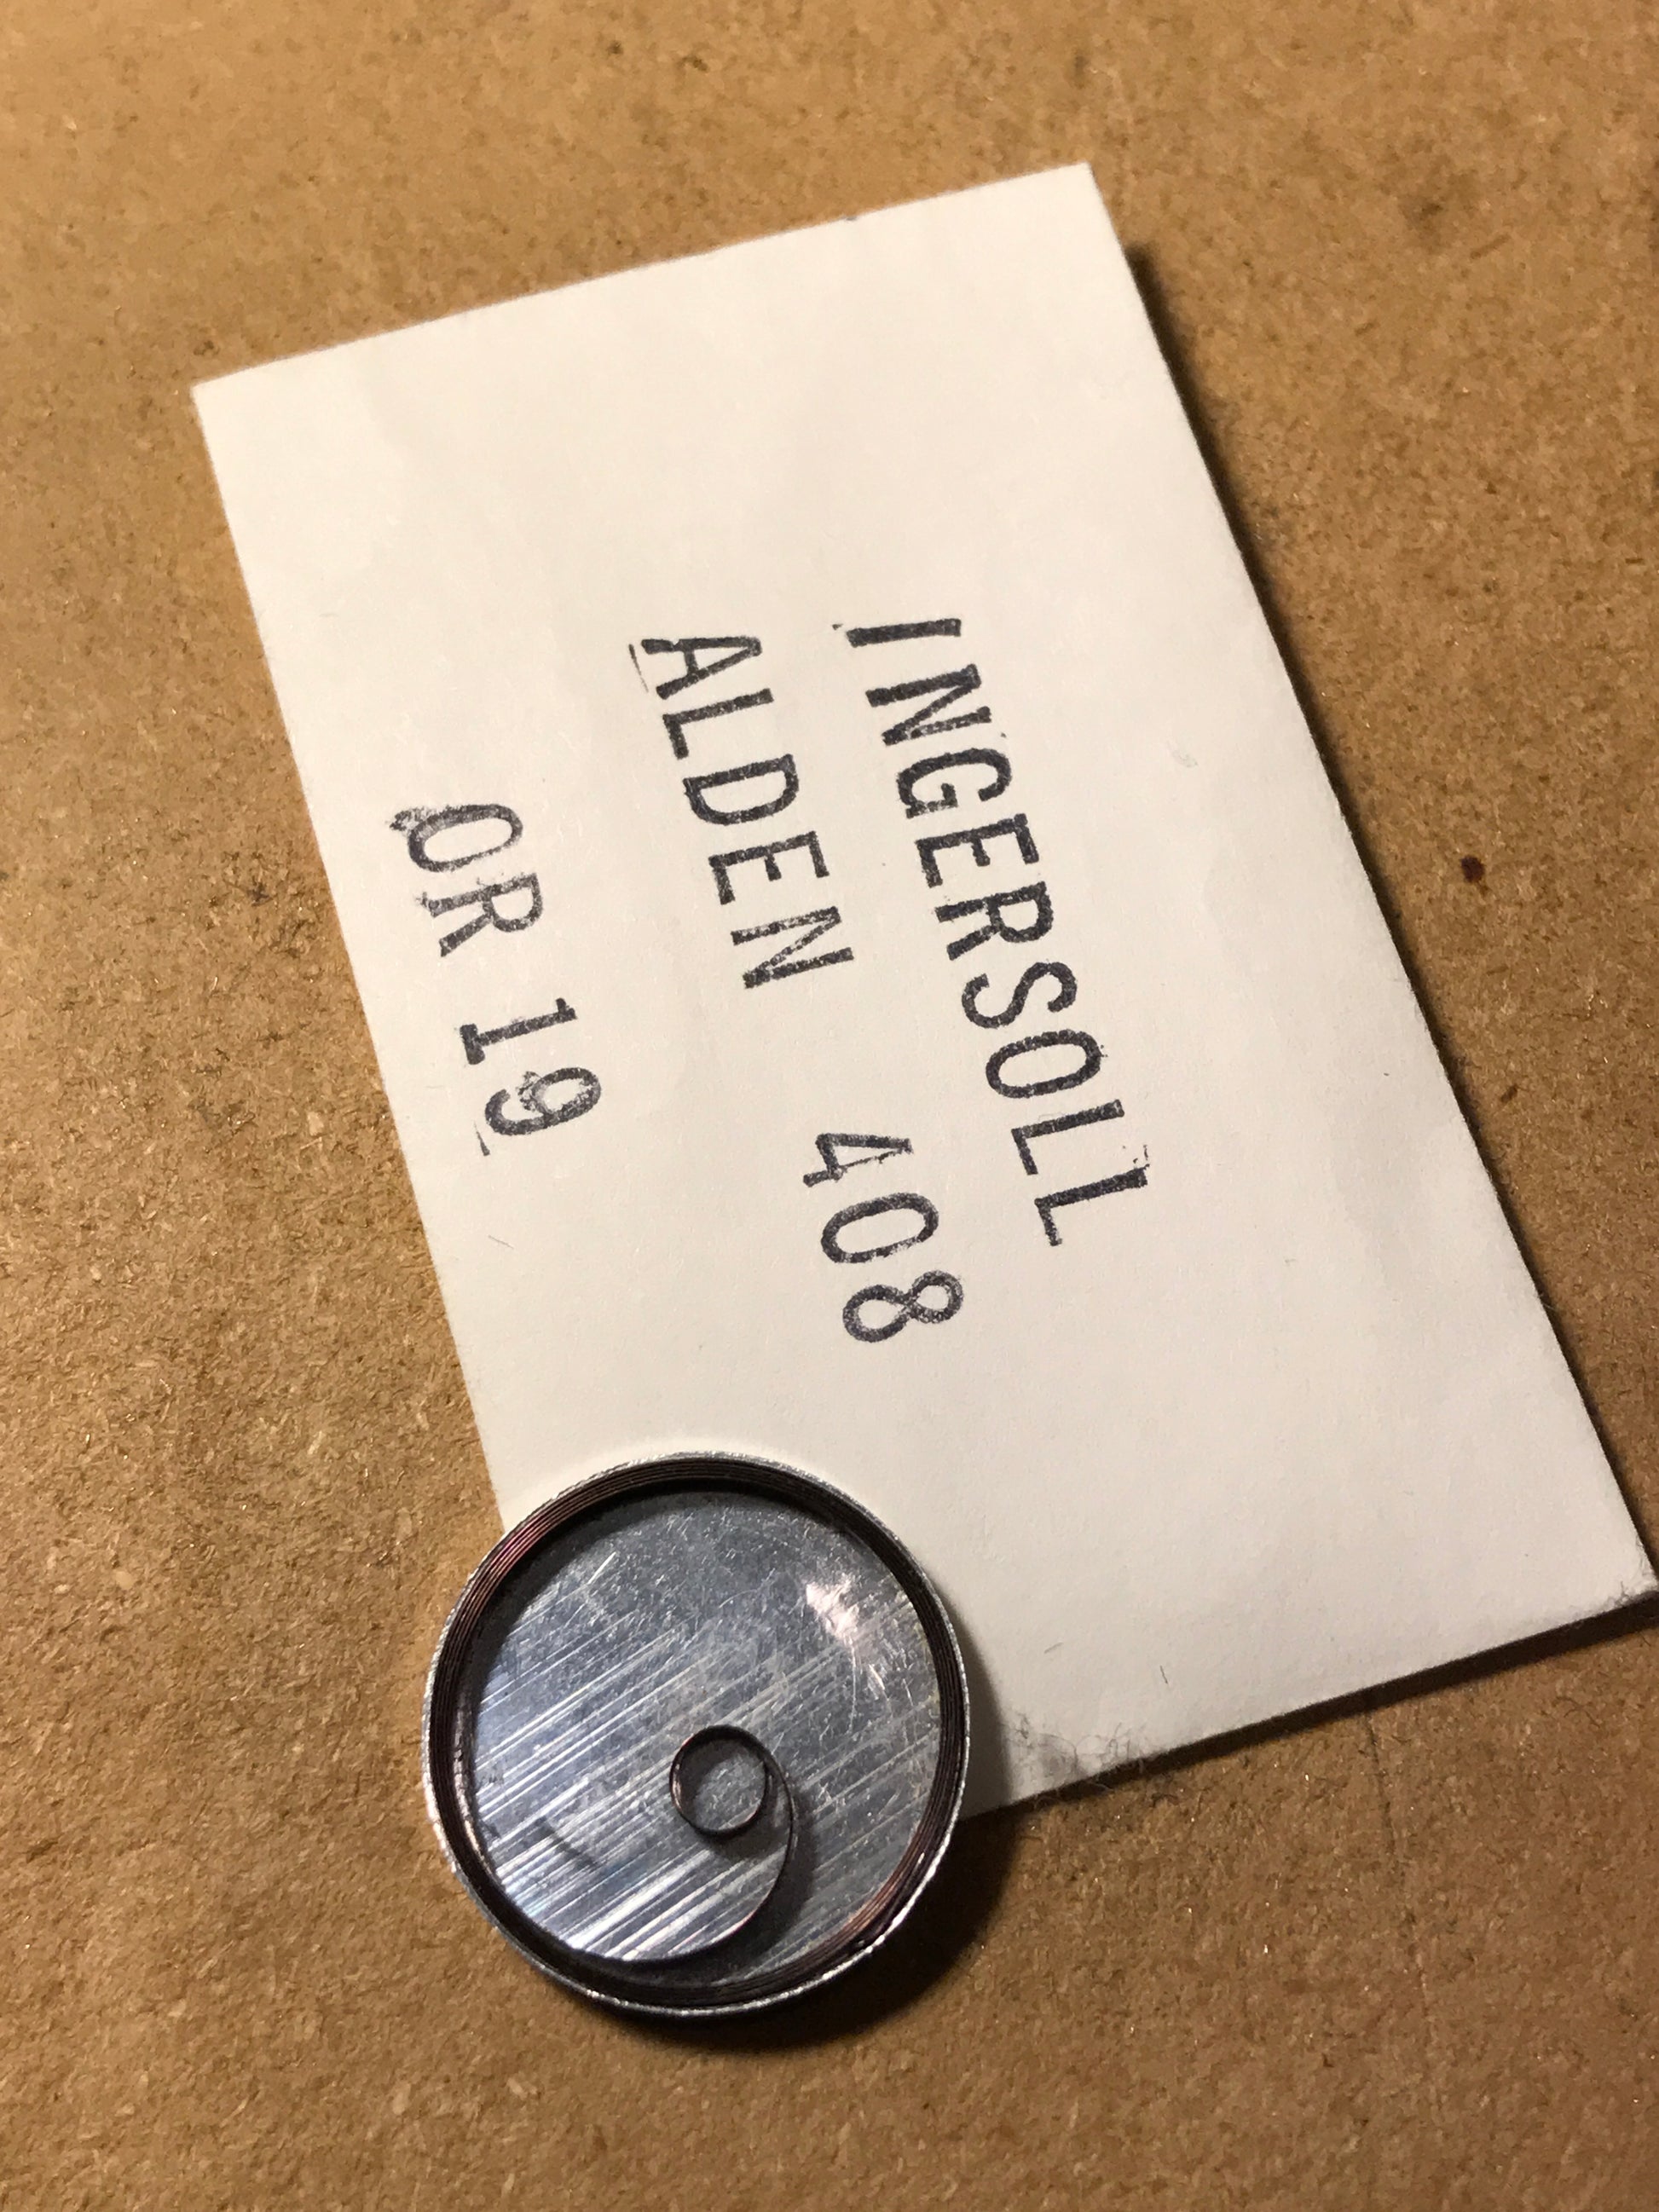 INGERSOLL
ALDEN 408
OR 19